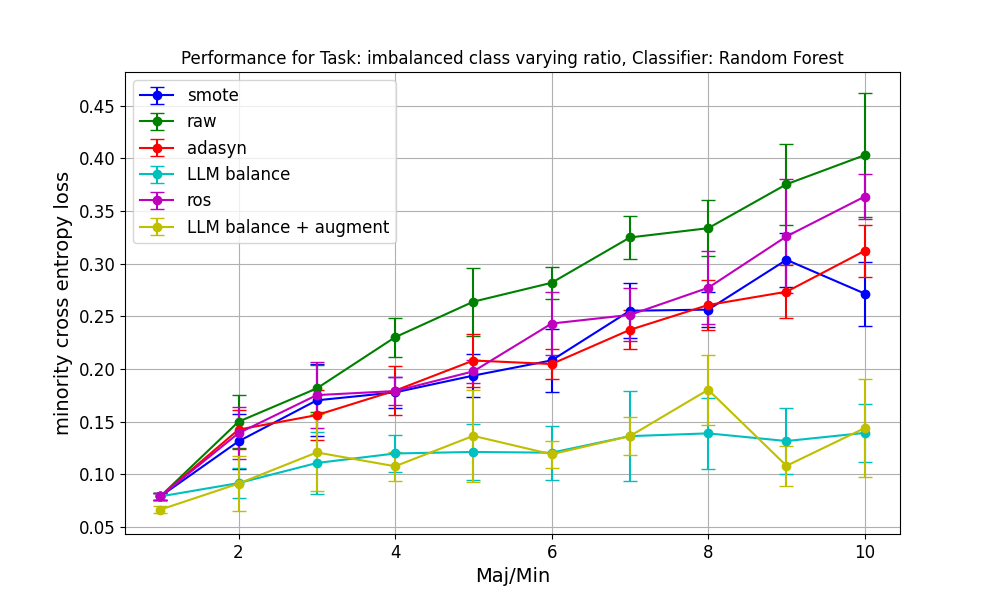 Performance for Task: imbalanced class varying ratio, Classifier: Random Forest
smote
raw
adasyn
LLM balance
ros
LLM balance + augment
minority cross entropy loss
0.45
0.40
0.35
0.30
0.25
0.20
0.15
0.10
0.05
2 4 6 8 10
Maj/Min